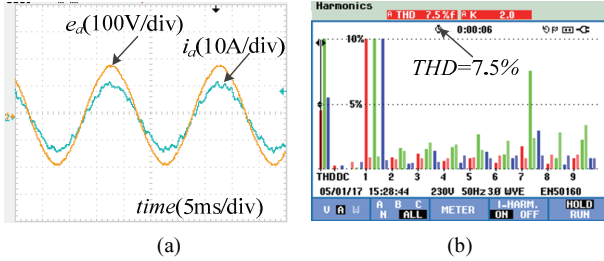 e_a(100V/div)
i_a(10A/div)
2
time(5ms/div)
(a)
Harmonics
A THD 7.5%f A K 2.0
0:00:06
THD=7.5%
10%
5%
THDDC 1 2 3 4 5 6 7 8 9
05/01/17 15:28:44 230V 50Hz 3Ø WYE EN50160
V A W
A B C
N ALL
METER
I-HARM.
ON OFF
HOLD
RUN
(b)